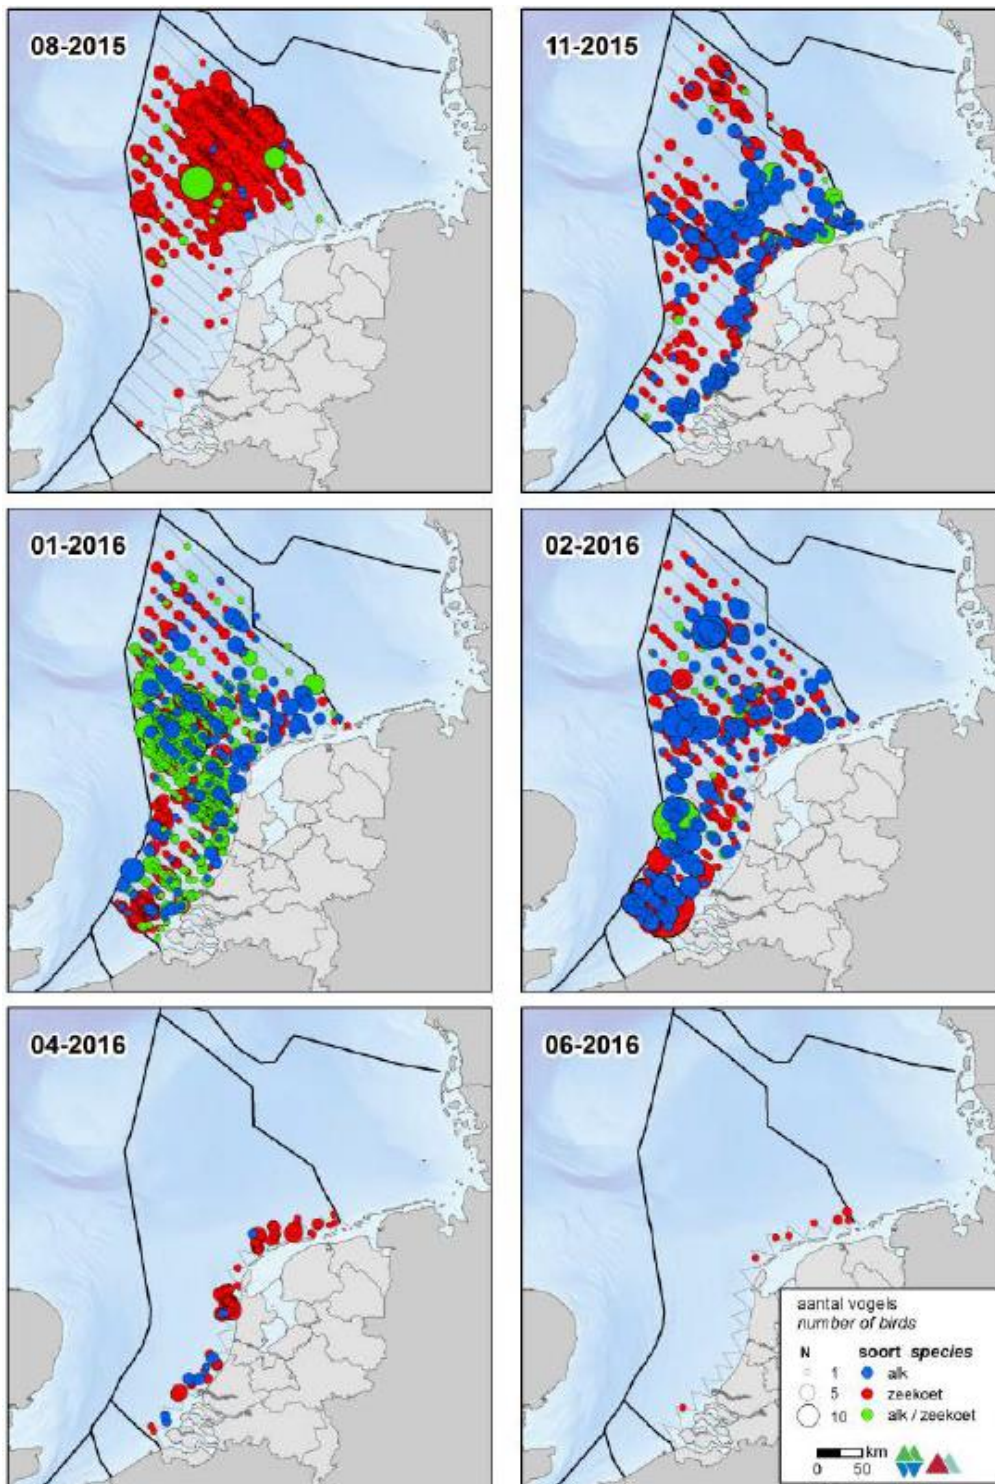 08-2015
11-2015
01-2016
02-2016
04-2016
06-2016
aantal vogels
number of birds
N soort species
1 alk
5 zeekoet
10 alk / zeekoet
km
0 50